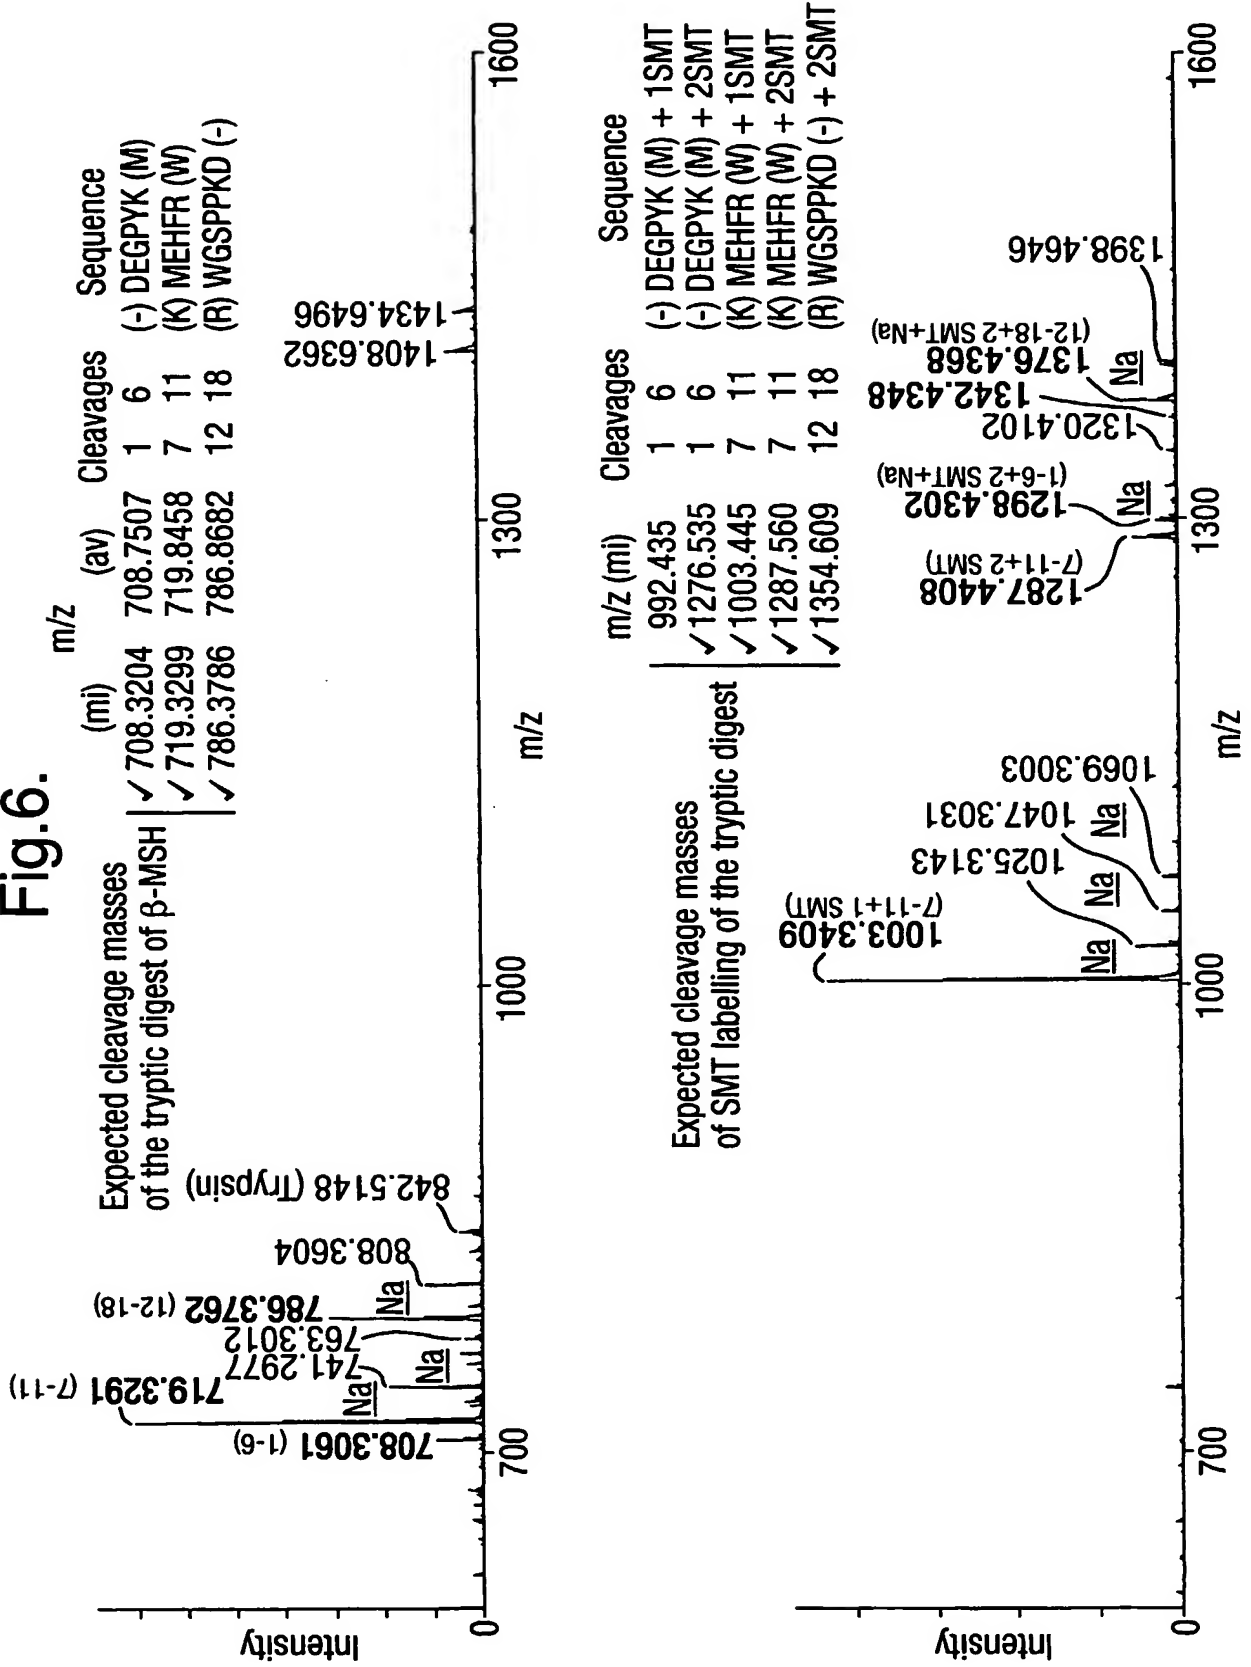 Fig.6.
Expected cleavage masses
of the tryptic digest of β-MSH
m/z
(mi) (av) Cleavages Sequence
✓ 708.3204 708.7507 1 6 (-) DEGPYK (M)
✓ 719.3299 719.8458 7 11 (K) MEHFR (W)
✓ 786.3786 786.8682 12 18 (R) WGSPPKD (-)
719.3291 (7-11)
708.3061 (1-6)
Na
741.2977
Na
763.3012
786.3762 (12-18)
Na
808.3604
842.5148 (Trypsin)
1408.6362
1434.6496
Intensity
0
700
1000
1300
1600
m/z
Expected cleavage masses
of SMT labelling of the tryptic digest
m/z (mi) Cleavages Sequence
992.435 1 6 (-) DEGPYK (M) + 1SMT
✓ 1276.535 1 6 (-) DEGPYK (M) + 2SMT
✓ 1003.445 7 11 (K) MEHFR (W) + 1SMT
✓ 1287.560 7 11 (K) MEHFR (W) + 2SMT
✓ 1354.609 12 18 (R) WGSPPKD (-) + 2SMT
1003.3409
(7-11+1 SMT)
Na
1025.3143
Na
1047.3031
Na
1069.3003
1287.4408
(7-11+2 SMT)
1298.4302
(1-6+2 SMT+Na)
Na
1320.4102
1342.4348
1376.4368
(12-18+2 SMT+Na)
Na
1398.4646
Intensity
0
700
1000
1300
1600
m/z